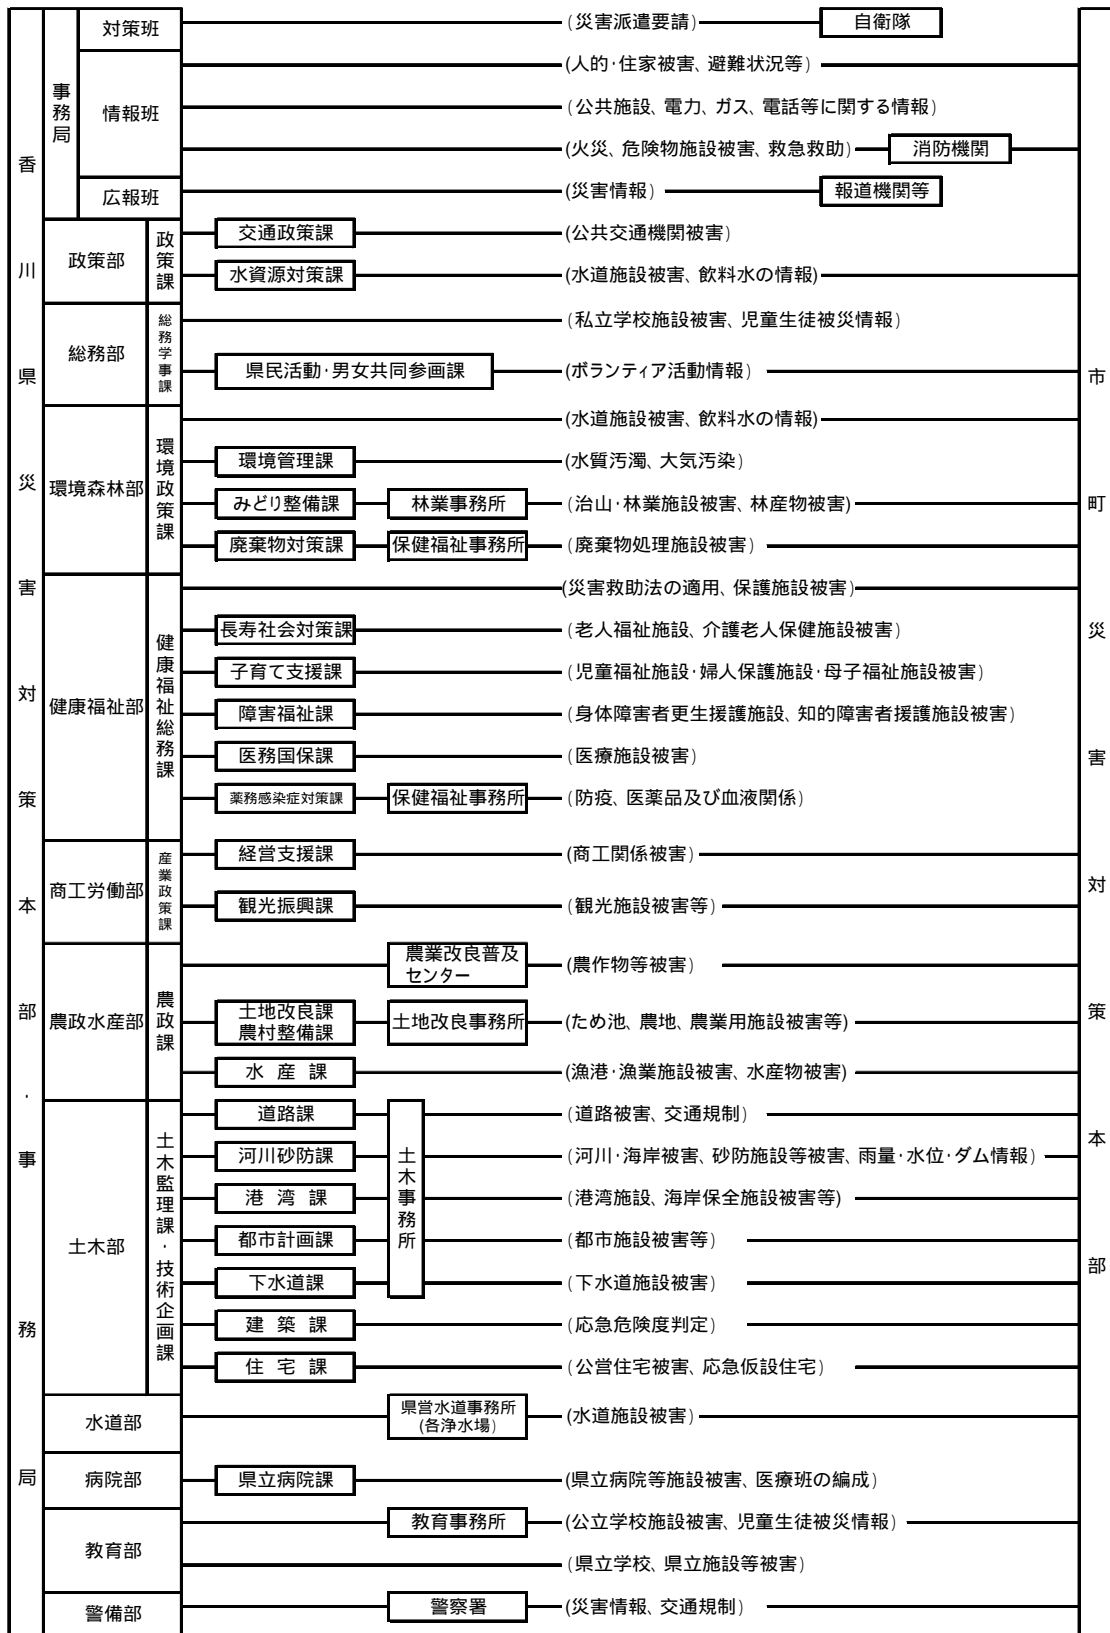 香川県災害対策本部・事務局
事務局
対策班
(災害派遣要請)
自衛隊
情報班
(人的・住家被害、避難状況等)
(公共施設、電力、ガス、電話等に関する情報)
(火災、危険物施設被害、救急救助)
消防機関
広報班
(災害情報)
報道機関等
政策部
政策課
交通政策課
(公共交通機関被害)
水資源対策課
(水道施設被害、飲料水の情報)
総務部
総務学事課
(私立学校施設被害、児童生徒被災情報)
県民活動・男女共同参画課
(ボランティア活動情報)
環境森林部
環境政策課
(水道施設被害、飲料水の情報)
環境管理課
(水質汚濁、大気汚染)
みどり整備課
林業事務所
(治山・林業施設被害、林産物被害)
廃棄物対策課
保健福祉事務所
(廃棄物処理施設被害)
健康福祉部
健康福祉総務課
(災害救助法の適用、保護施設被害)
長寿社会対策課
(老人福祉施設、介護老人保健施設被害)
子育て支援課
(児童福祉施設・婦人保護施設・母子福祉施設被害)
障害福祉課
(身体障害者更生援護施設、知的障害者援護施設被害)
医務国保課
(医療施設被害)
薬務感染症対策課
保健福祉事務所
(防疫、医薬品及び血液関係)
商工労働部
産業政策課
経営支援課
(商工関係被害)
観光振興課
(観光施設被害等)
農政水産部
農政課
農業改良普及
センター
(農作物等被害)
土地改良課
農村整備課
土地改良事務所
(ため池、農地、農業用施設被害等)
水産課
(漁港・漁業施設被害、水産物被害)
土木部
土木監理課・技術企画課
道路課
土木事務所
(道路被害、交通規制)
河川砂防課
(河川・海岸被害、砂防施設等被害、雨量・水位・ダム情報)
港湾課
(港湾施設、海岸保全施設被害等)
都市計画課
(都市施設被害等)
下水道課
(下水道施設被害)
建築課
(応急危険度判定)
住宅課
(公営住宅被害、応急仮設住宅)
水道部
県営水道事務所
(各浄水場)
(水道施設被害)
病院部
県立病院課
(県立病院等施設被害、医療班の編成)
教育部
教育事務所
(公立学校施設被害、児童生徒被災情報)
(県立学校、県立施設等被害)
警備部
警察署
(災害情報、交通規制)
市町災害対策本部